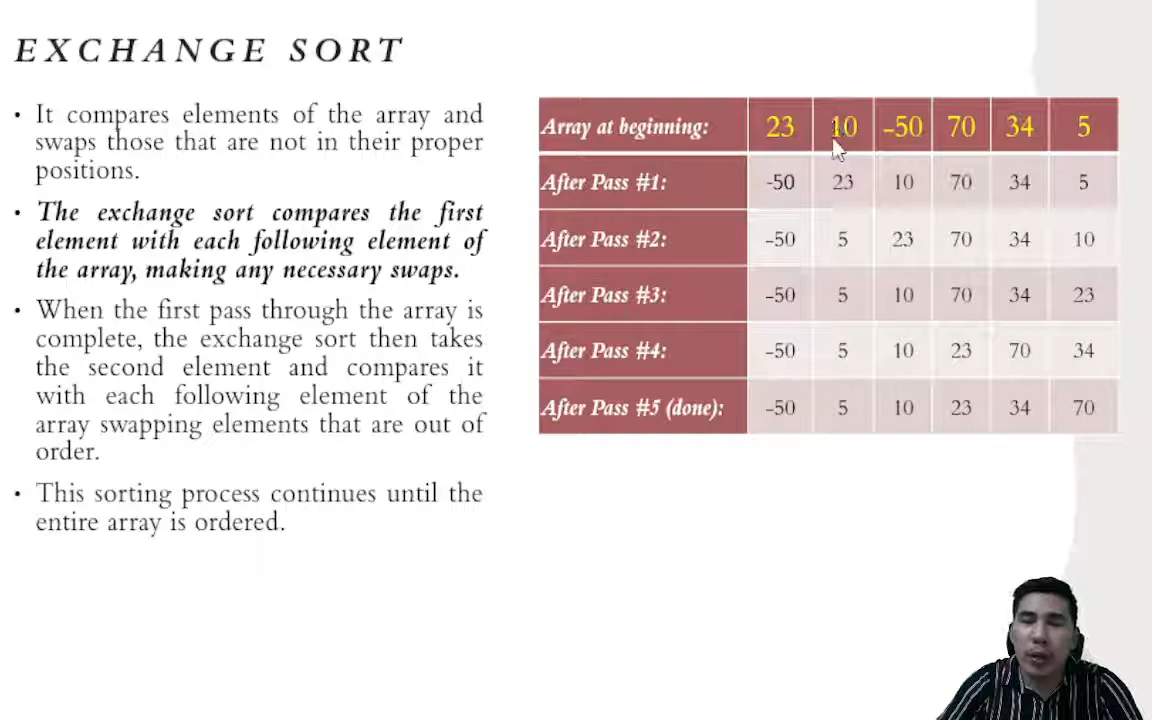 EXCHANGE SORT
• It compares elements of the array and
swaps those that are not in their proper
positions.
• The exchange sort compares the first
element with each following element of
the array, making any necessary swaps.
• When the first pass through the array is
complete, the exchange sort then takes
the second element and compares it
with each following element of the
array swapping elements that are out of
order.
• This sorting process continues until the
entire array is ordered.
Array at beginning: 23 10 -50 70 34 5
After Pass #1: -50 23 10 70 34 5
After Pass #2: -50 5 23 70 34 10
After Pass #3: -50 5 10 70 34 23
After Pass #4: -50 5 10 23 70 34
After Pass #5 (done): -50 5 10 23 34 70